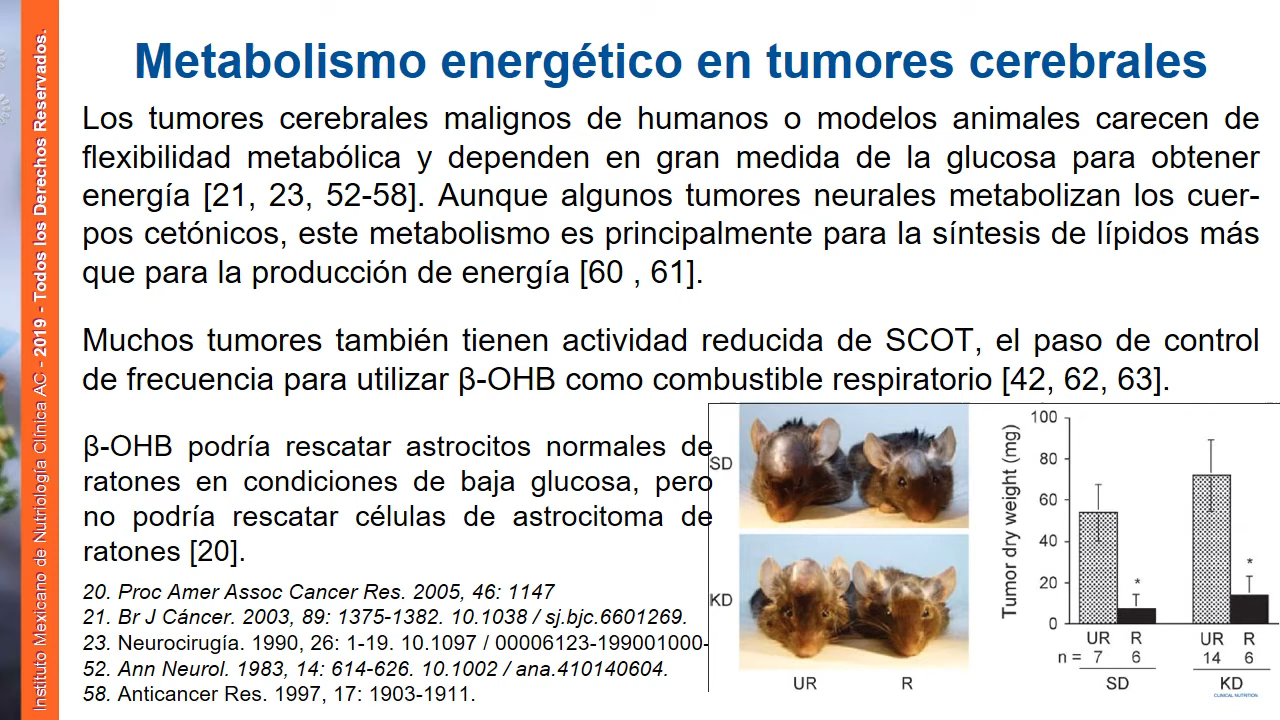 Metabolismo energético en tumores cerebrales
Los tumores cerebrales malignos de humanos o modelos animales carecen de
flexibilidad metabólica y dependen en gran medida de la glucosa para obtener
energía [21, 23, 52-58]. Aunque algunos tumores neurales metabolizan los cuer-
pos cetónicos, este metabolismo es principalmente para la síntesis de lípidos más
que para la producción de energía [60 , 61].
Muchos tumores también tienen actividad reducida de SCOT, el paso de control
de frecuencia para utilizar β-OHB como combustible respiratorio [42, 62, 63].
β-OHB podría rescatar astrocitos normales de
ratones en condiciones de baja glucosa, pero
no podría rescatar células de astrocitoma de
ratones [20].
20. Proc Amer Assoc Cancer Res. 2005, 46: 1147
21. Br J Cáncer. 2003, 89: 1375-1382. 10.1038 / sj.bjc.6601269.
23. Neurocirugía. 1990, 26: 1-19. 10.1097 / 00006123-199001000-
52. Ann Neurol. 1983, 14: 614-626. 10.1002 / ana.410140604.
58. Anticancer Res. 1997, 17: 1903-1911.
SD
KD
UR R
Tumor dry weight (mg)
100
80
60
40
20
0
* *
UR R UR R
n = 7 6 14 6
SD KD
CLINICAL NUTRITION
Instituto Mexicano de Nutriología Clínica AC - 2019 - Todos los Derechos Reservados.